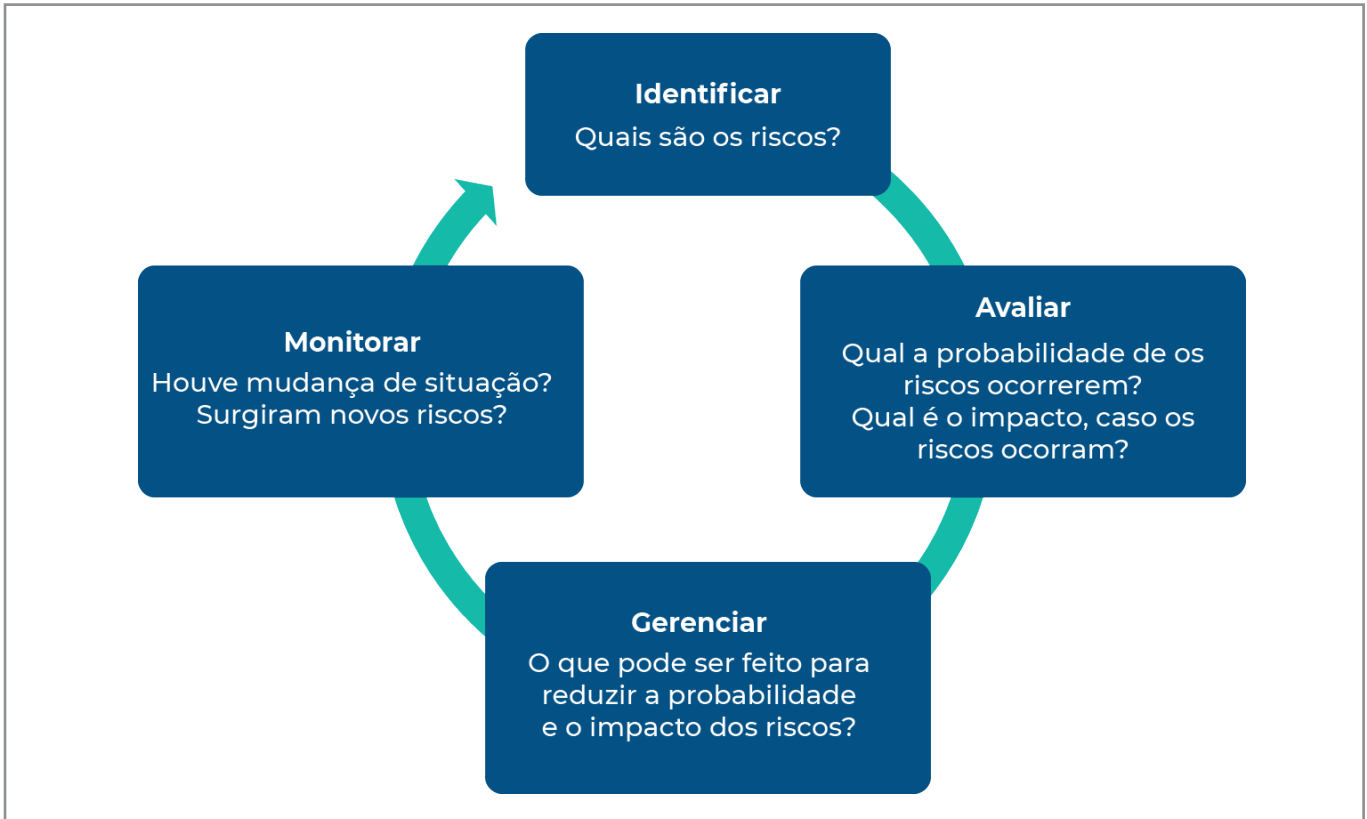 Identificar
Quais são os riscos?
Avaliar
Qual a probabilidade de os
riscos ocorrerem?
Qual é o impacto, caso os
riscos ocorram?
Gerenciar
O que pode ser feito para
reduzir a probabilidade
e o impacto dos riscos?
Monitorar
Houve mudança de situação?
Surgiram novos riscos?